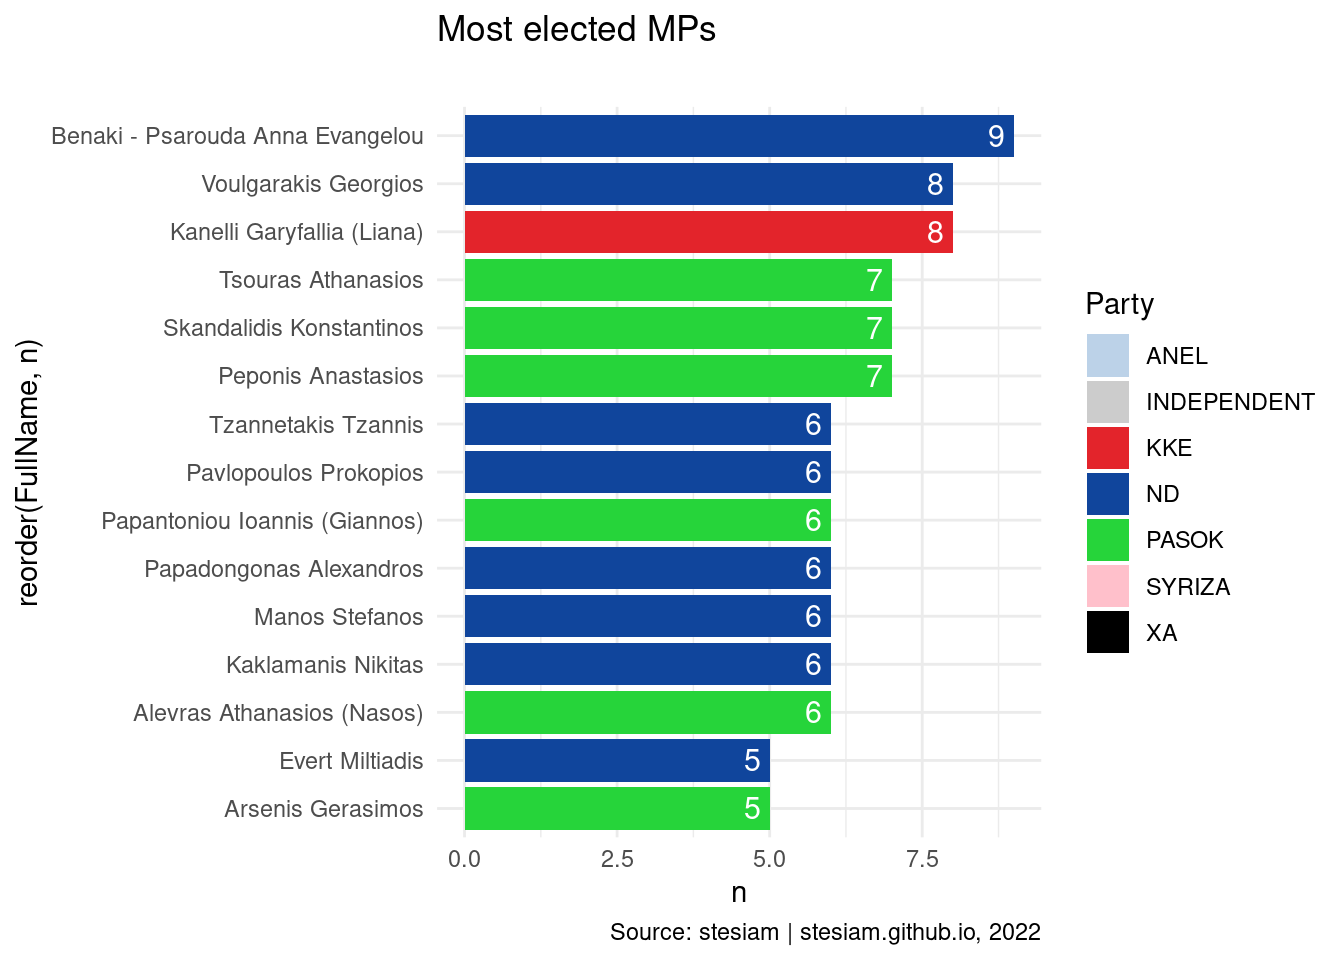 Most elected MPs
reorder(FullName, n)
Benaki - Psarouda Anna Evangelou 9
Voulgarakis Georgios 8
Kanelli Garyfallia (Liana) 8
Tsouras Athanasios 7
Skandalidis Konstantinos 7
Peponis Anastasios 7
Tzannetakis Tzannis 6
Pavlopoulos Prokopios 6
Papantoniou Ioannis (Giannos) 6
Papadongonas Alexandros 6
Manos Stefanos 6
Kaklamanis Nikitas 6
Alevras Athanasios (Nasos) 6
Evert Miltiadis 5
Arsenis Gerasimos 5
0.0 2.5 5.0 7.5
n
Party
ANEL
INDEPENDENT
KKE
ND
PASOK
SYRIZA
XA
Source: stesiam | stesiam.github.io, 2022